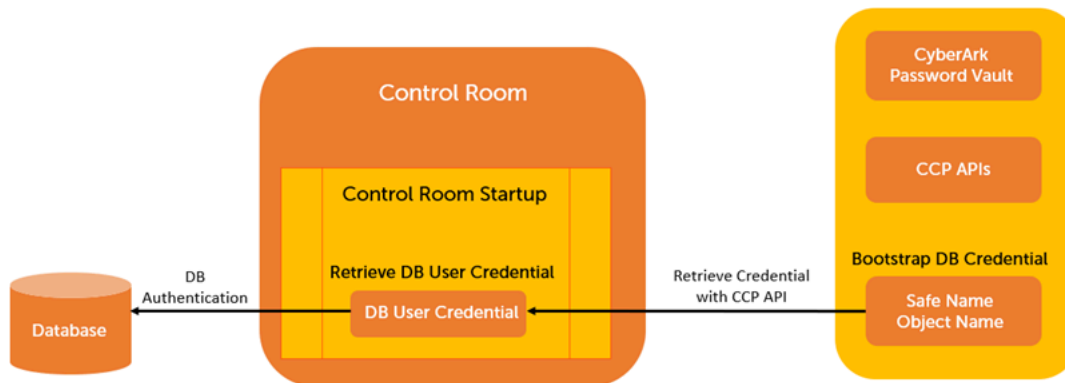 CyberArk
Password Vault
Control Room
CCP APIs
Control Room Startup
Bootstrap DB Credential
Retrieve DB User Credential
DB
Authentication
Retrieve Credential
with CCP API
Safe Name
Object Name
DB User Credential
Database